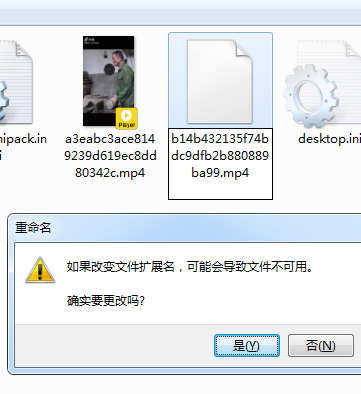 nipack.in
i
Player
a3eabc3ace814
9239d619ec8dd
80342c.mp4
b14b432135f74b
dc9dfb2b880889
ba99.mp4
desktop.ini
重命名
如果改变文件扩展名，可能会导致文件不可用。
确实要更改吗？
是(Y)
否(N)